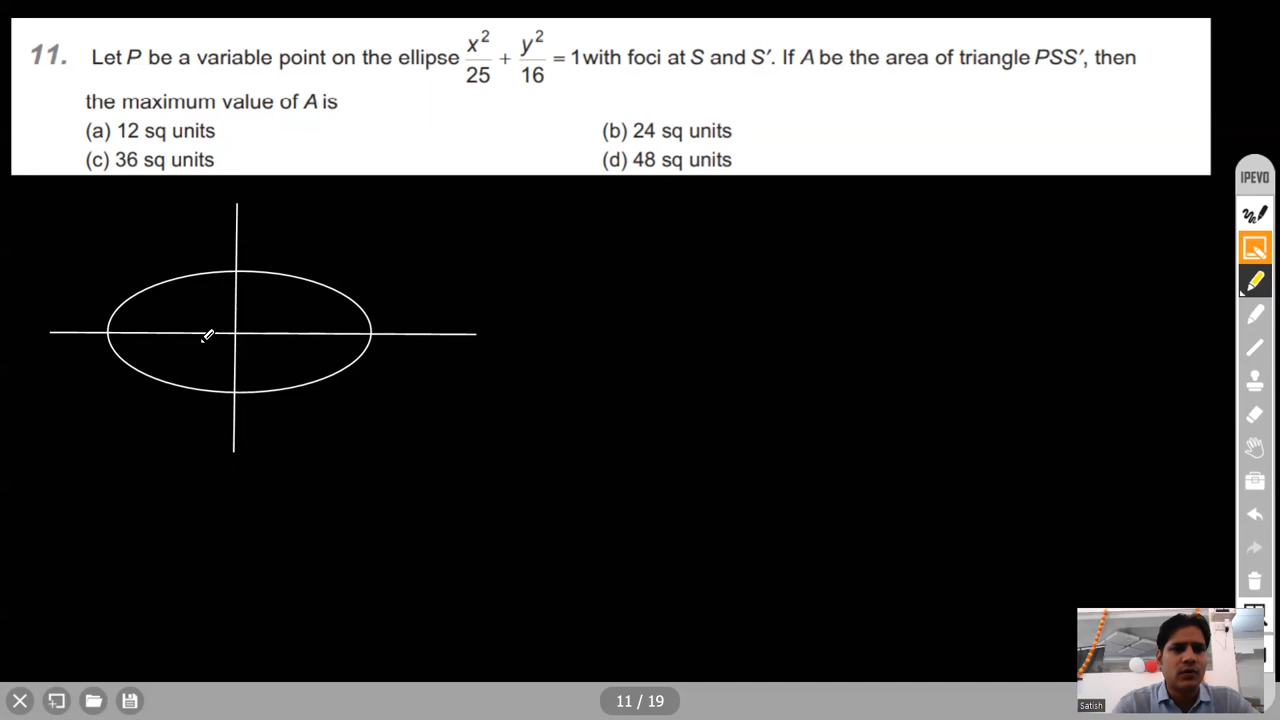 11. Let P be a variable point on the ellipse x²/25 + y²/16 = 1 with foci at S and S′. If A be the area of triangle PSS′, then
the maximum value of A is
(a) 12 sq units (b) 24 sq units
(c) 36 sq units (d) 48 sq units
IPEVO
Satish
11 / 19